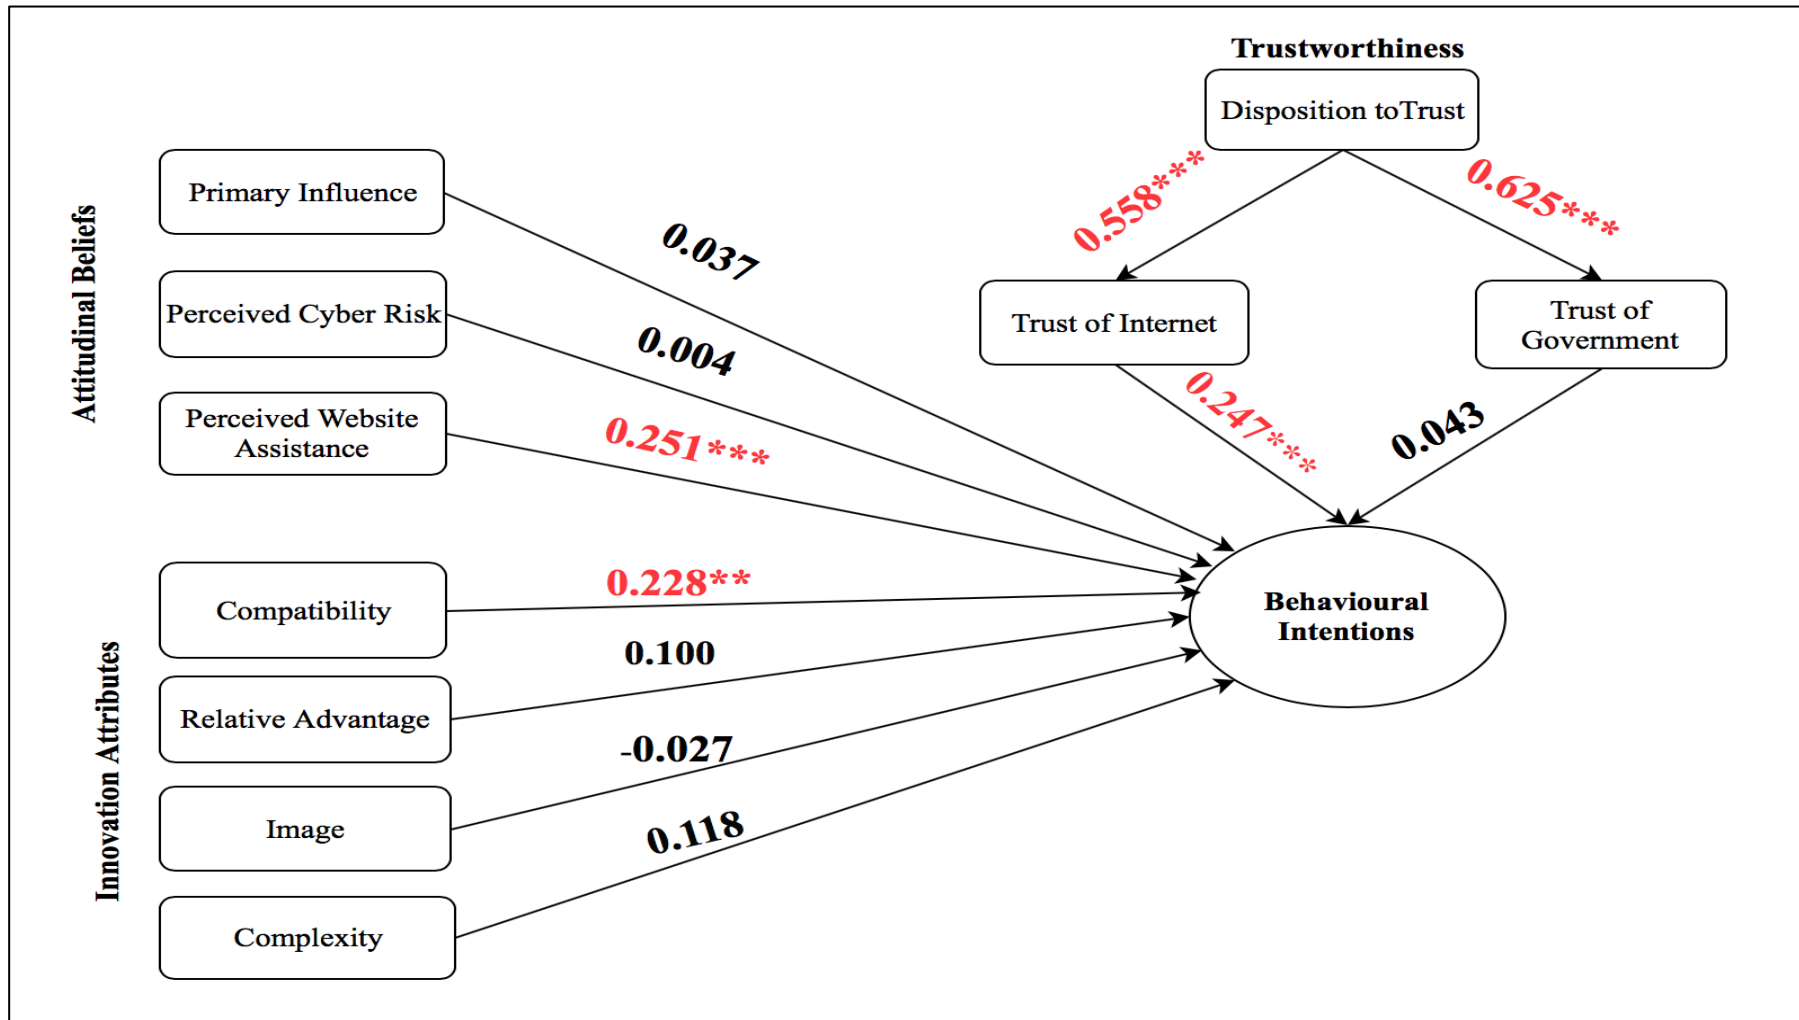 Trustworthiness
Disposition toTrust
0.558***
0.625***
Trust of Internet
Trust of
Government
0.247***
0.043
Attitudinal Beliefs
Primary Influence
0.037
Perceived Cyber Risk
0.004
Perceived Website
Assistance
0.251***
Innovation Attributes
Compatibility
0.228**
Relative Advantage
0.100
Image
-0.027
Complexity
0.118
Behavioural
Intentions